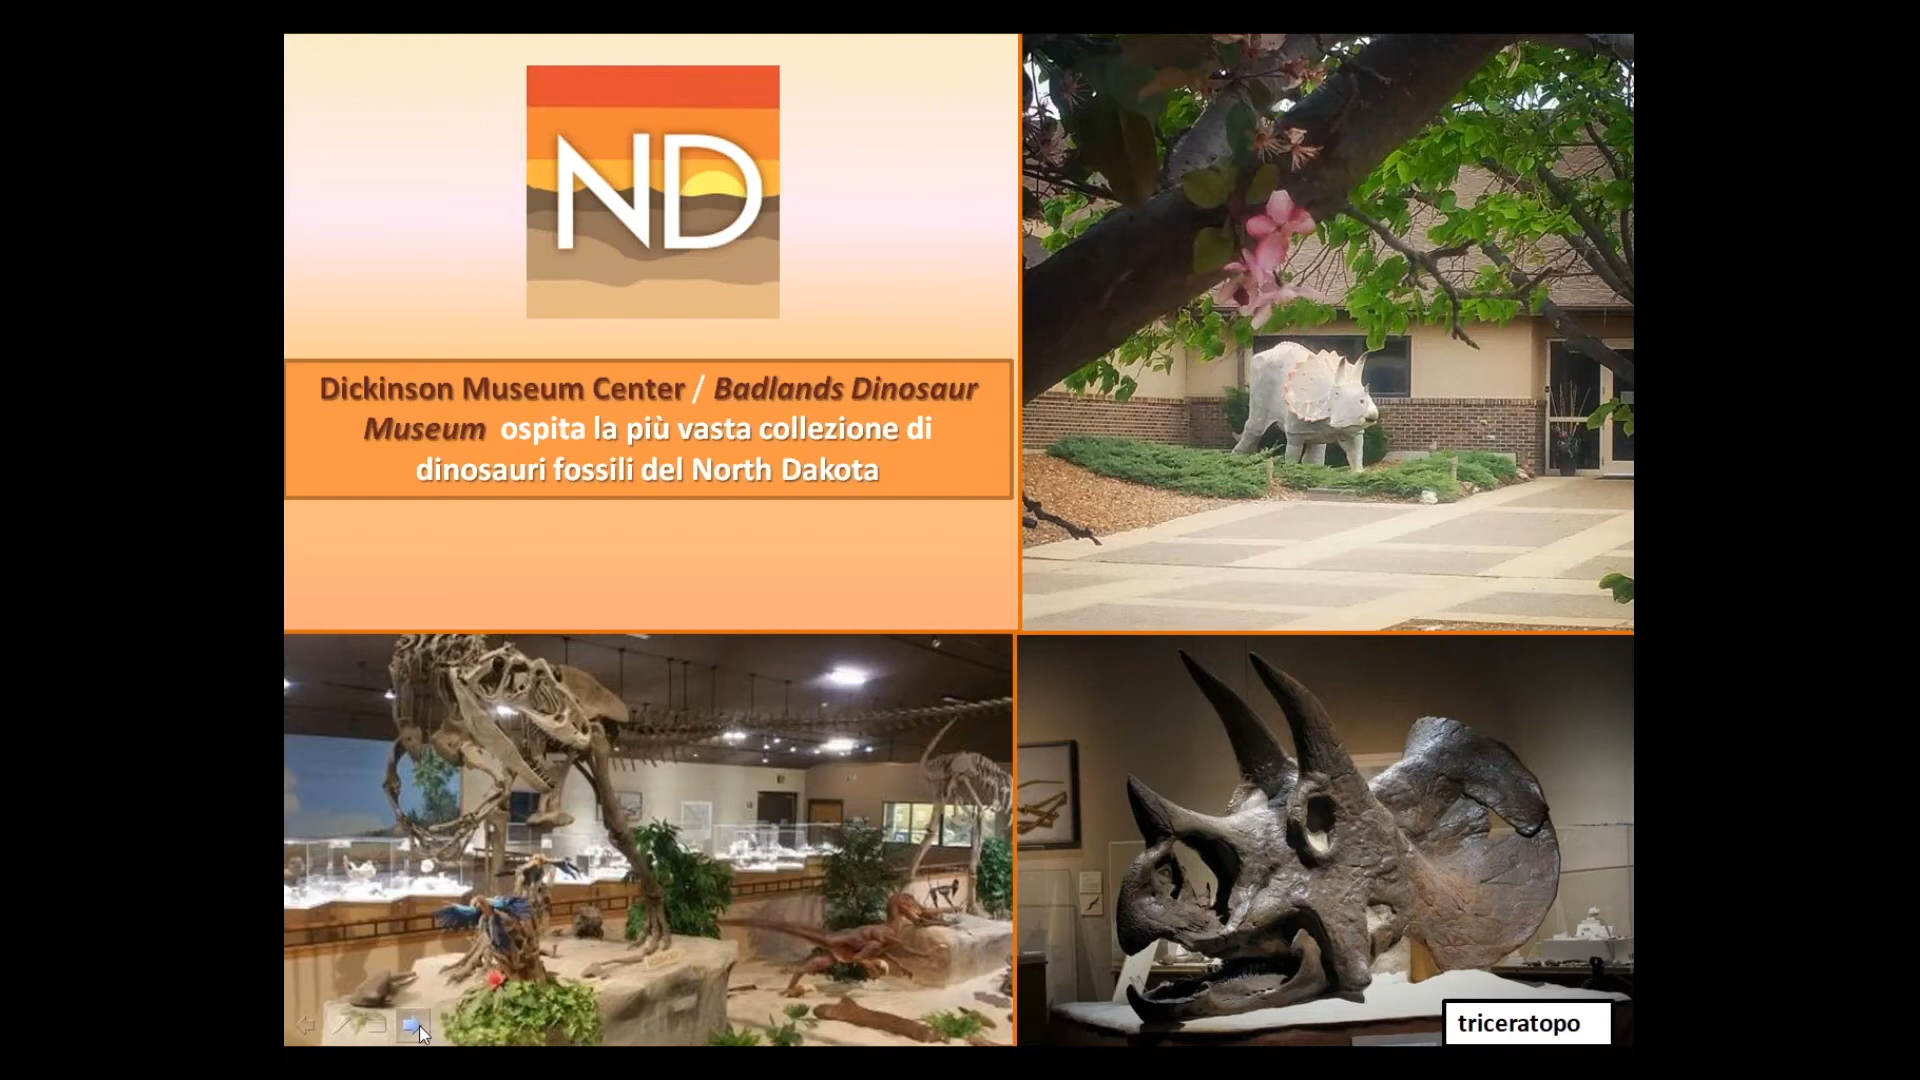 ND
Dickinson Museum Center / Badlands Dinosaur
Museum ospita la più vasta collezione di
dinosauri fossili del North Dakota
triceratopo